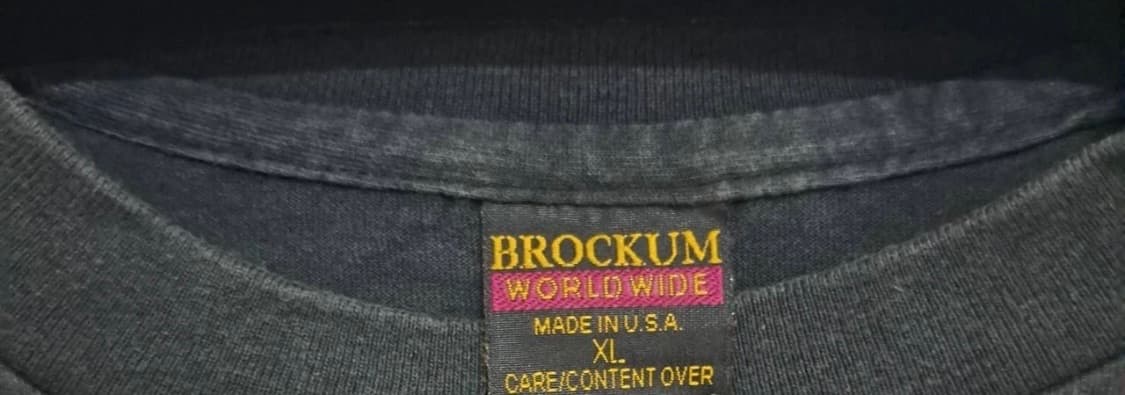 BROCKUM
WORLD WIDE
MADE IN U.S.A.
XL
CARE/CONTENT OVER